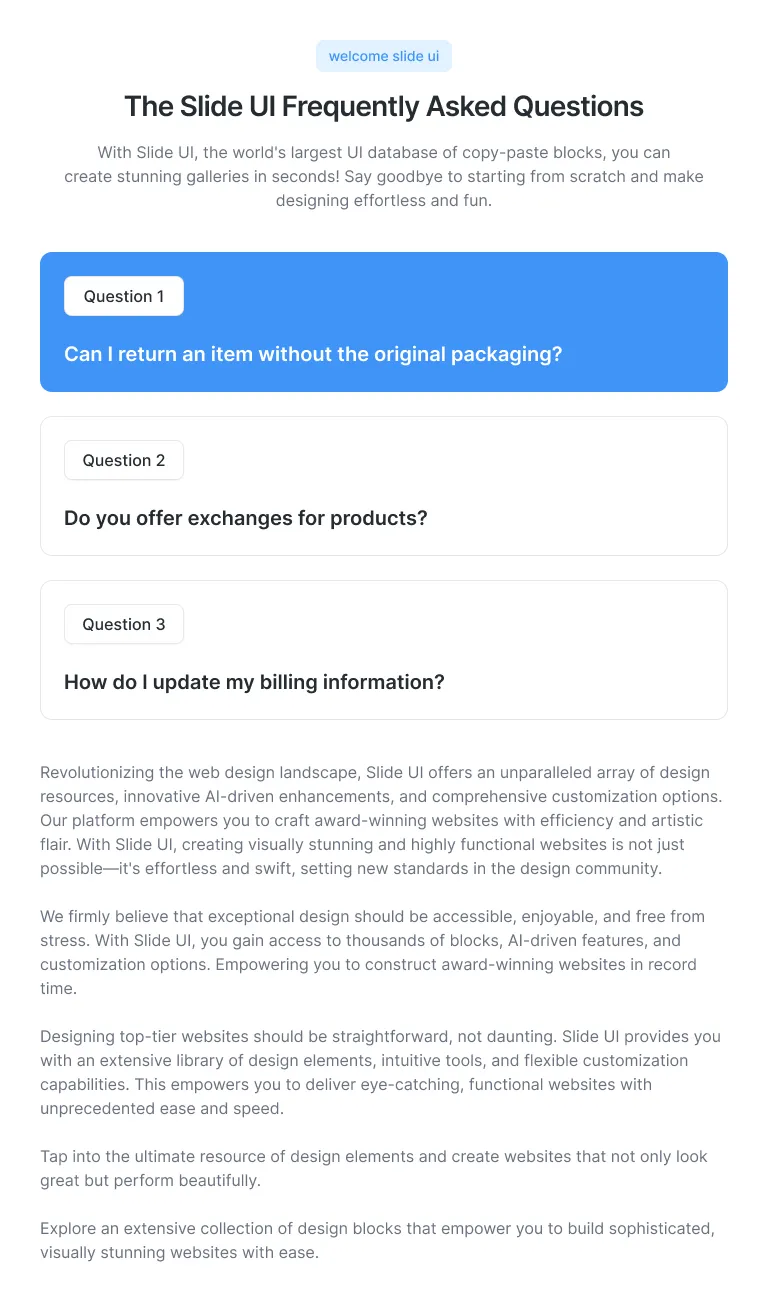 welcome slide ui
The Slide UI Frequently Asked Questions
With Slide UI, the world's largest UI database of copy-paste blocks, you can
create stunning galleries in seconds! Say goodbye to starting from scratch and make
designing effortless and fun.
Question 1
Can I return an item without the original packaging?
Question 2
Do you offer exchanges for products?
Question 3
How do I update my billing information?
Revolutionizing the web design landscape, Slide UI offers an unparalleled array of design
resources, innovative AI-driven enhancements, and comprehensive customization options.
Our platform empowers you to craft award-winning websites with efficiency and artistic
flair. With Slide UI, creating visually stunning and highly functional websites is not just
possible—it's effortless and swift, setting new standards in the design community.
We firmly believe that exceptional design should be accessible, enjoyable, and free from
stress. With Slide UI, you gain access to thousands of blocks, AI-driven features, and
customization options. Empowering you to construct award-winning websites in record
time.
Designing top-tier websites should be straightforward, not daunting. Slide UI provides you
with an extensive library of design elements, intuitive tools, and flexible customization
capabilities. This empowers you to deliver eye-catching, functional websites with
unprecedented ease and speed.
Tap into the ultimate resource of design elements and create websites that not only look
great but perform beautifully.
Explore an extensive collection of design blocks that empower you to build sophisticated,
visually stunning websites with ease.